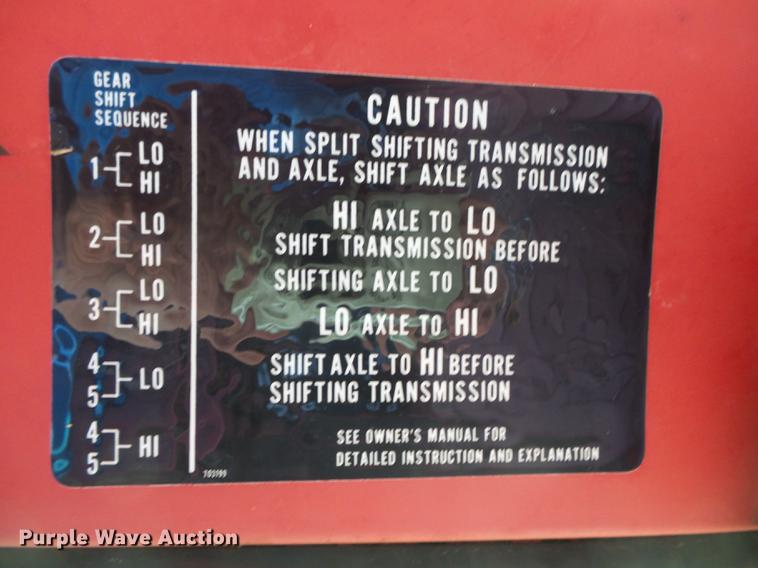 GEAR
SHIFT
SEQUENCE
1 LO
HI
2 LO
HI
3 LO
HI
4
5 LO
4
5 HI
CAUTION
WHEN SPLIT SHIFTING TRANSMISSION
AND AXLE, SHIFT AXLE AS FOLLOWS:
HI AXLE TO LO
SHIFT TRANSMISSION BEFORE
SHIFTING AXLE TO LO
LO AXLE TO HI
SHIFT AXLE TO HI BEFORE
SHIFTING TRANSMISSION
SEE OWNER'S MANUAL FOR
DETAILED INSTRUCTION AND EXPLANATION
Purple Wave Auction